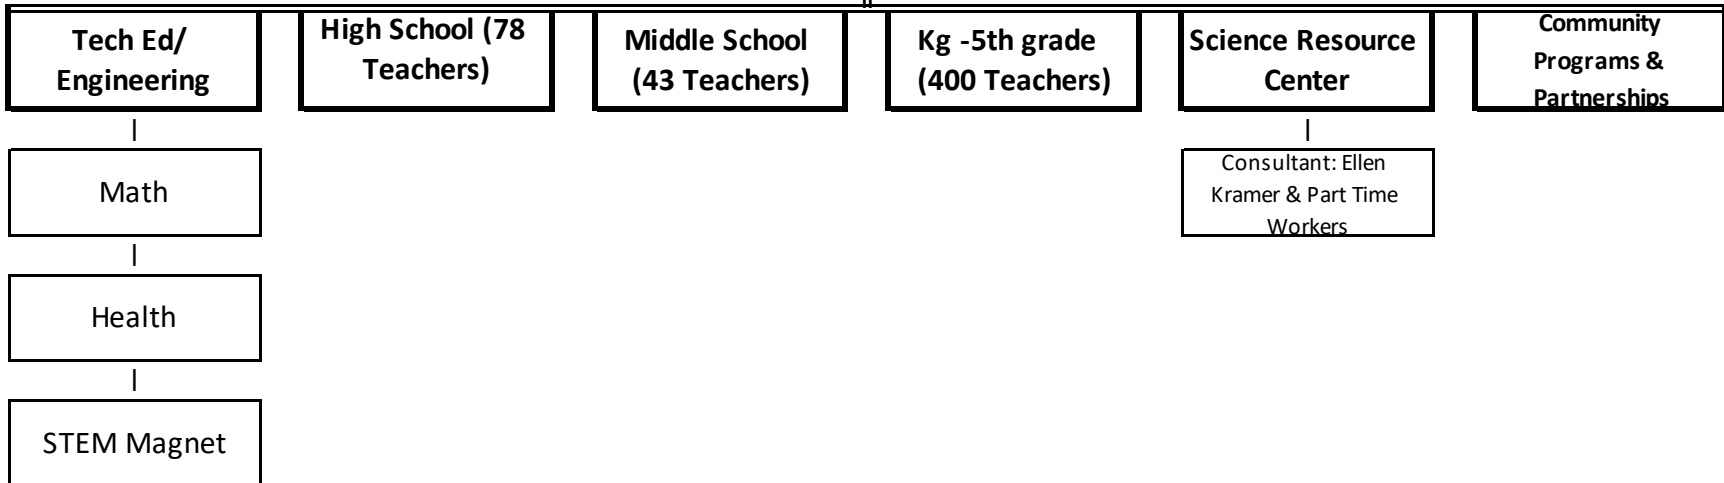 Tech Ed/
Engineering
High School (78
Teachers)
Middle School
(43 Teachers)
Kg -5th grade
(400 Teachers)
Science Resource
Center
Community
Programs &
Partnerships
Math
Consultant: Ellen
Kramer & Part Time
Workers
Health
STEM Magnet